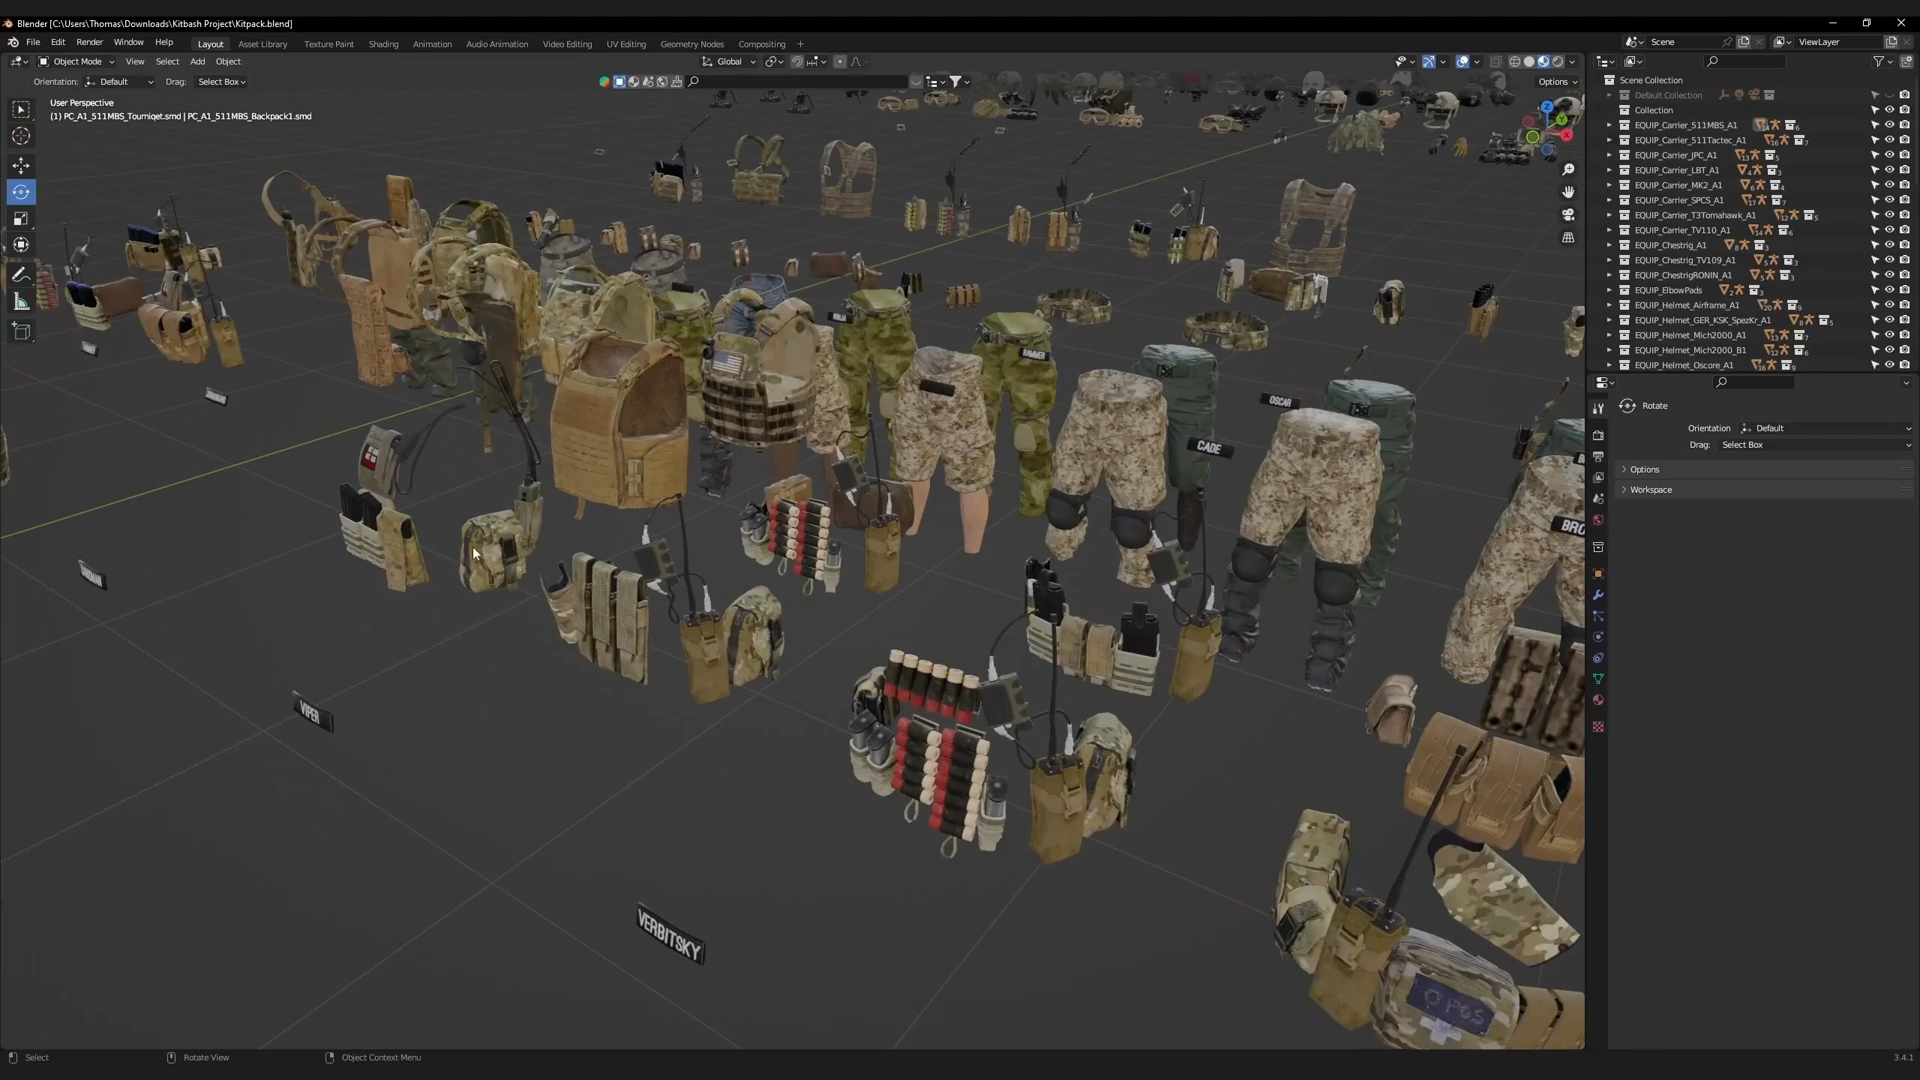 Blender [C:\Users\Thomas\Downloads\Kitbash Project\Kitpack.blend]
File Edit Render Window Help Layout Asset Library Texture Paint Shading Animation Audio Animation Video Editing UV Editing Geometry Nodes Compositing + Scene ViewLayer
Object Mode View Select Add Object Global
Orientation: Default Drag: Select Box Options
User Perspective
(1) PC_A1_511MBS_Tourniqet.smd | PC_A1_511MBS_Backpack1.smd
Scene Collection
Default Collection
Collection
EQUIP_Carrier_511MBS_A1
EQUIP_Carrier_511Tactec_A1
EQUIP_Carrier_JPC_A1
EQUIP_Carrier_LBT_A1
EQUIP_Carrier_MK2_A1
EQUIP_Carrier_SPCS_A1
EQUIP_Carrier_T3Tomahawk_A1
EQUIP_Carrier_TV110_A1
EQUIP_Chestrig_A1
EQUIP_Chestrig_TV109_A1
EQUIP_ChestrigRONIN_A1
EQUIP_ElbowPads
EQUIP_Helmet_Airframe_A1
EQUIP_Helmet_GER_KSK_SpezKr_A1
EQUIP_Helmet_Mich2000_A1
EQUIP_Helmet_Mich2000_B1
EQUIP_Helmet_Oscore_A1
Rotate
Orientation Default
Drag: Select Box
Options
Workspace
HAMMER
OSCAR
CADE
BRO
VIPER
VERBITSKY
O POS
Select Rotate View Object Context Menu 3.4.1